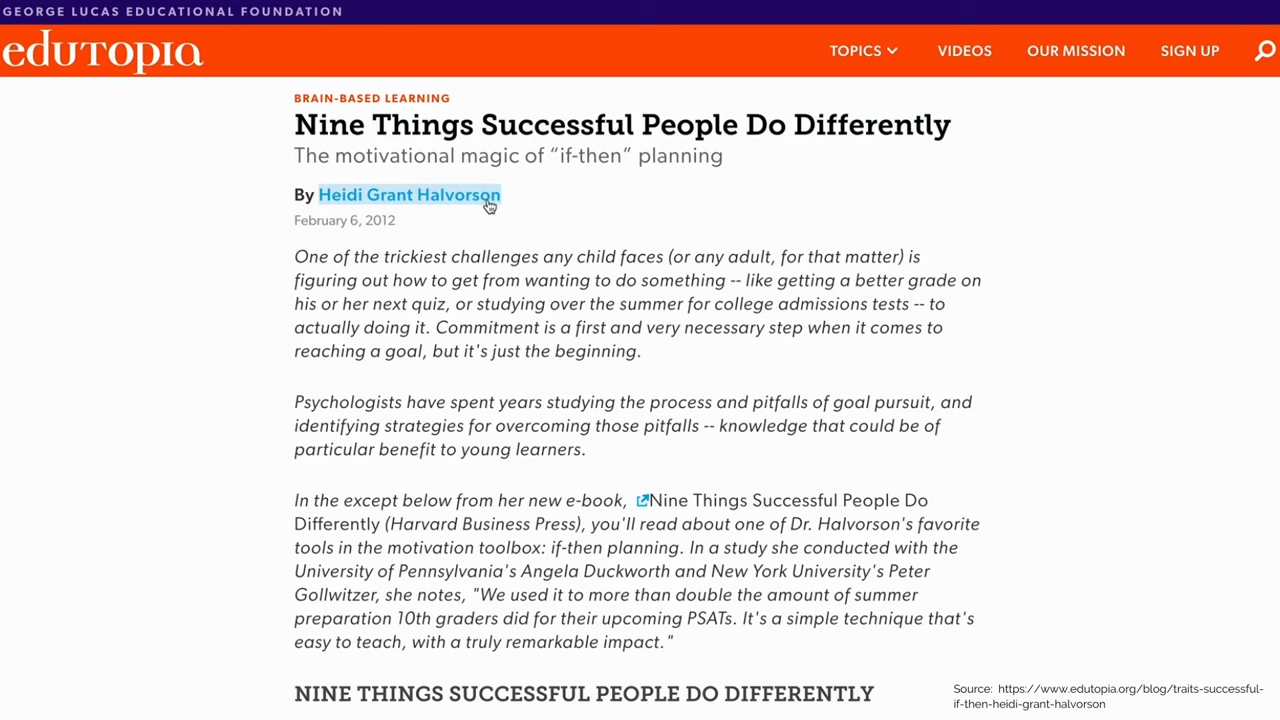 GEORGE LUCAS EDUCATIONAL FOUNDATION
edutopia
TOPICS VIDEOS OUR MISSION SIGN UP
BRAIN-BASED LEARNING
Nine Things Successful People Do Differently
The motivational magic of “if-then” planning
By Heidi Grant Halvorson
February 6, 2012
One of the trickiest challenges any child faces (or any adult, for that matter) is
figuring out how to get from wanting to do something -- like getting a better grade on
his or her next quiz, or studying over the summer for college admissions tests -- to
actually doing it. Commitment is a first and very necessary step when it comes to
reaching a goal, but it's just the beginning.
Psychologists have spent years studying the process and pitfalls of goal pursuit, and
identifying strategies for overcoming those pitfalls -- knowledge that could be of
particular benefit to young learners.
In the except below from her new e-book, Nine Things Successful People Do
Differently (Harvard Business Press), you'll read about one of Dr. Halvorson's favorite
tools in the motivation toolbox: if-then planning. In a study she conducted with the
University of Pennsylvania's Angela Duckworth and New York University's Peter
Gollwitzer, she notes, "We used it to more than double the amount of summer
preparation 10th graders did for their upcoming PSATs. It's a simple technique that's
easy to teach, with a truly remarkable impact."
NINE THINGS SUCCESSFUL PEOPLE DO DIFFERENTLY
Source: https://www.edutopia.org/blog/traits-successful-
if-then-heidi-grant-halvorson